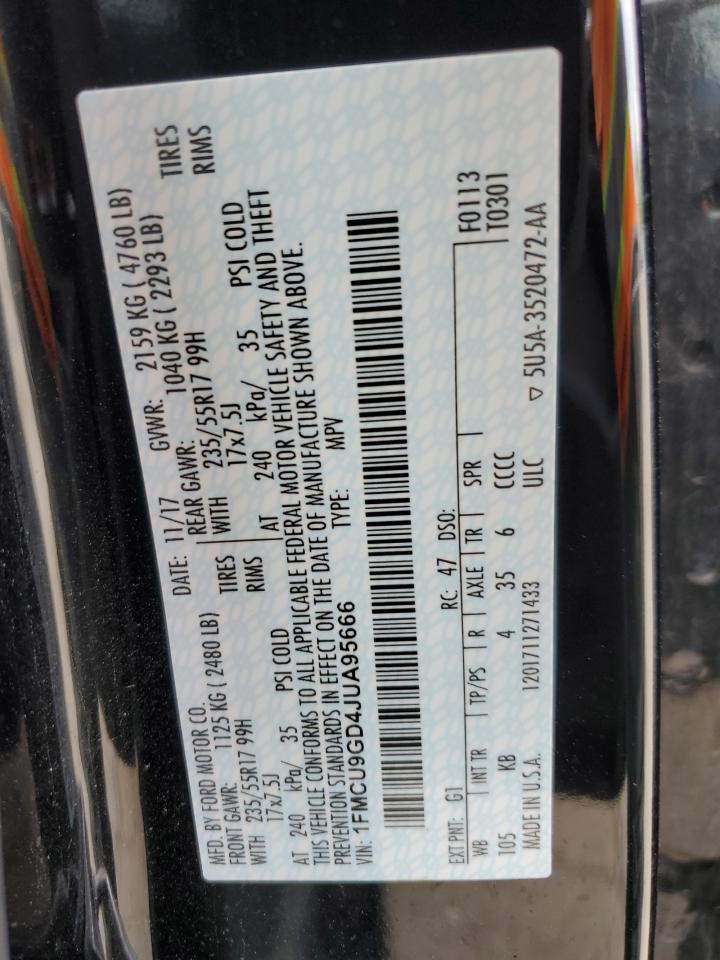 MFD. BY FORD MOTOR CO. DATE: 11/17 GVWR: 2159 KG ( 4760 LB)
FRONT GAWR: 1125 KG ( 2480 LB) REAR GAWR: 1040 KG ( 2293 LB)
WITH 235/55R17 99H TIRES WITH 235/55R17 99H TIRES
17x7.5J RIMS 17x7.5J RIMS
AT 240 kPa/ 35 PSI COLD AT 240 kPa/ 35 PSI COLD
THIS VEHICLE CONFORMS TO ALL APPLICABLE FEDERAL MOTOR VEHICLE SAFETY AND THEFT
PREVENTION STANDARDS IN EFFECT ON THE DATE OF MANUFACTURE SHOWN ABOVE.
VIN: 1FMCU9GD4JUA95666 TYPE: MPV
EXT PNT: G1 RC: 47 DSO: F0113
WB INT TR TP/PS R AXLE TR SPR T0301
105 KB 4 35 6 CCCC
MADE IN U.S.A. 1201711271433 ULC ▽ 5U5A-3520472-AA